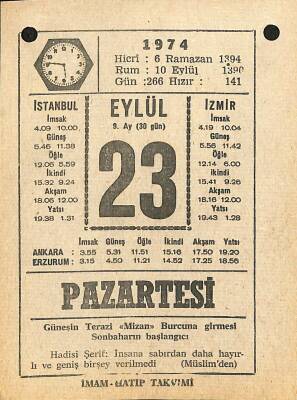 1974
Hicrî : 6 Ramazan 1394
Rum : 10 Eylül 1390
Gün : 266 Hızır : 141
İSTANBUL
İmsak
4.09 10.00
Güneş
5.46 11.38
Öğle
12.06 5.59
İkindi
15.32 9.24
Akşam
18.06 12.00
Yatsı
19.38 1.31
EYLÜL
9. Ay (30 gün)
23
İZMİR
İmsak
4.19 10.04
Güneş
5.56 11.42
Öğle
12.14 6.00
İkindi
15.41 9.26
Akşam
18.16 12.00
Yatsı
19.43 1.28
İmsak Güneş Öğle İkindi Akşam Yatsı
ANKARA : 3.55 5.31 11.51 15.16 17.50 19.20
ERZURUM : 3.15 4.50 11.21 14.52 17.25 18.56
PAZARTESİ
Güneşin Terazi «Mizan» Burcuna girmesi
Sonbaharın başlangıcı
Hadisi Şerif: İnsana sabırdan daha hayır-
lı ve geniş birşey verilmedi (Müslim'den)
İMAM-HATİP TAKVİMİ